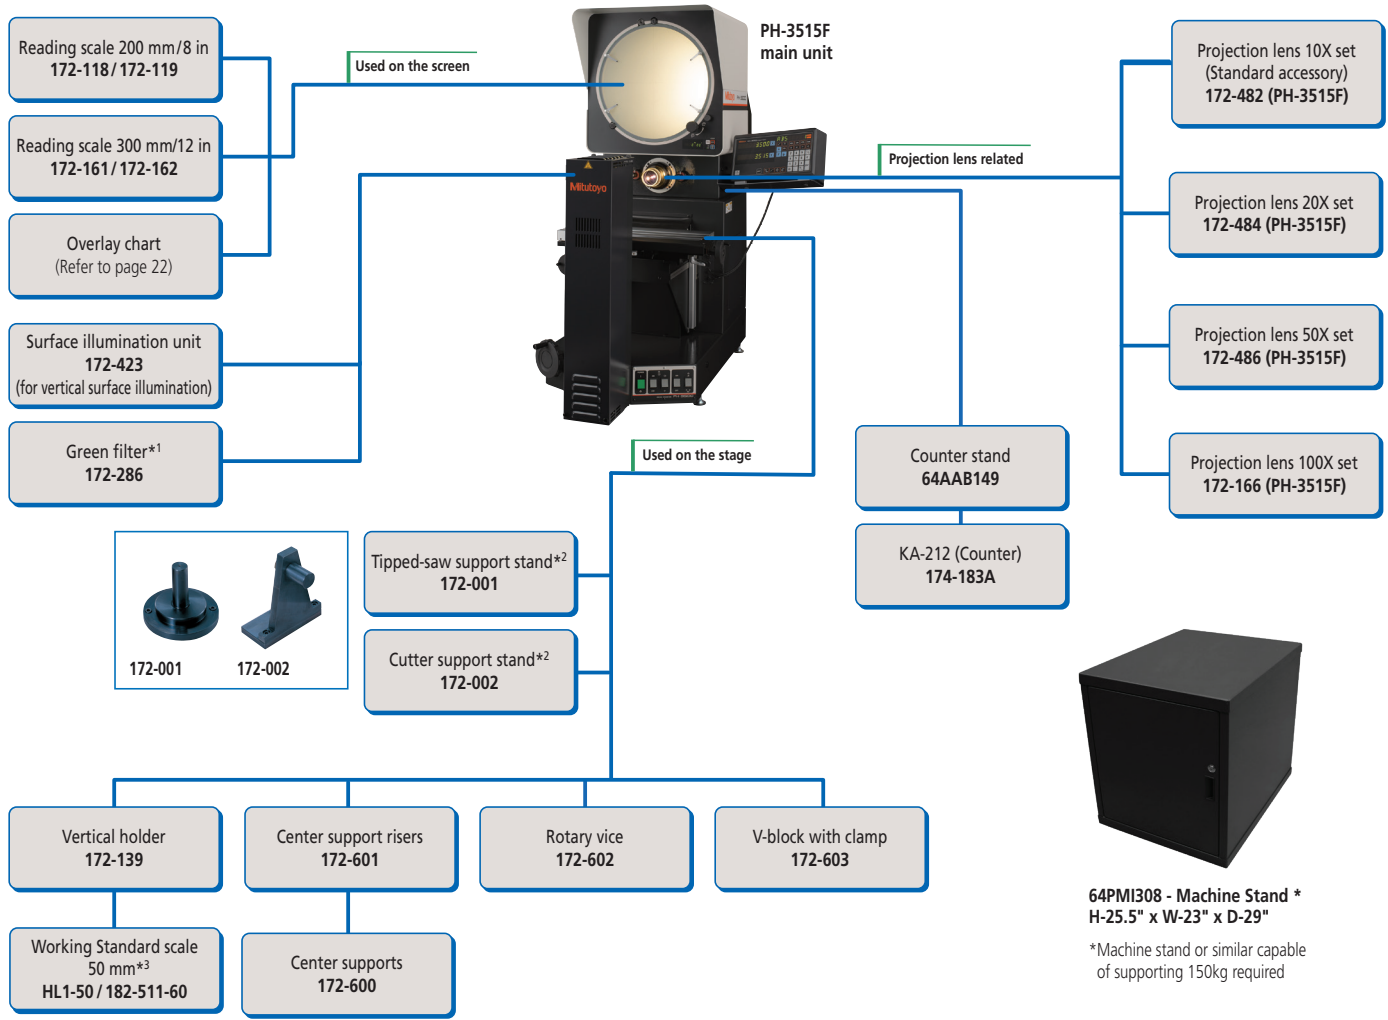 Reading scale 200 mm/8 in
172-118 / 172-119
Reading scale 300 mm/12 in
172-161 / 172-162
Overlay chart
(Refer to page 22)
Surface illumination unit
172-423
(for vertical surface illumination)
Green filter*1
172-286
Used on the screen
PH-3515F
main unit
Mitutoyo
Projection lens related
Projection lens 10X set
(Standard accessory)
172-482 (PH-3515F)
Projection lens 20X set
172-484 (PH-3515F)
Projection lens 50X set
172-486 (PH-3515F)
Projection lens 100X set
172-166 (PH-3515F)
Used on the stage
Counter stand
64AAB149
KA-212 (Counter)
174-183A
172-001
172-002
Tipped-saw support stand*2
172-001
Cutter support stand*2
172-002
Vertical holder
172-139
Center support risers
172-601
Rotary vice
172-602
V-block with clamp
172-603
Working Standard scale
50 mm*3
HL1-50 / 182-511-60
Center supports
172-600
64PMI308 - Machine Stand *
H-25.5" x W-23" x D-29"
*Machine stand or similar capable
of supporting 150kg required